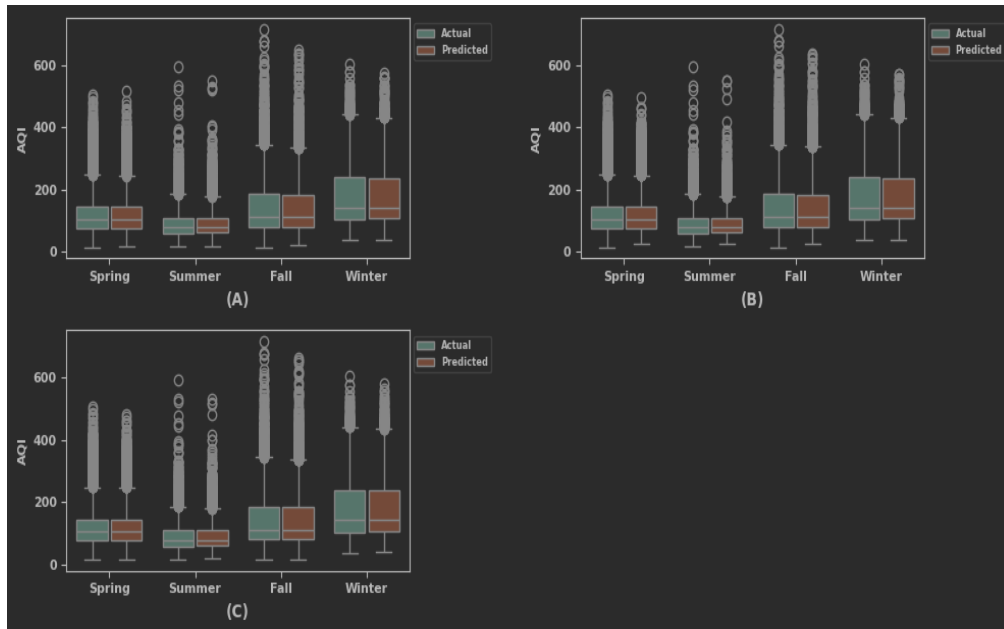 AQI
600
400
200
0
Spring Summer Fall Winter
(A)
Actual
Predicted
AQI
600
400
200
0
Spring Summer Fall Winter
(B)
Actual
Predicted
AQI
600
400
200
0
Spring Summer Fall Winter
(C)
Actual
Predicted